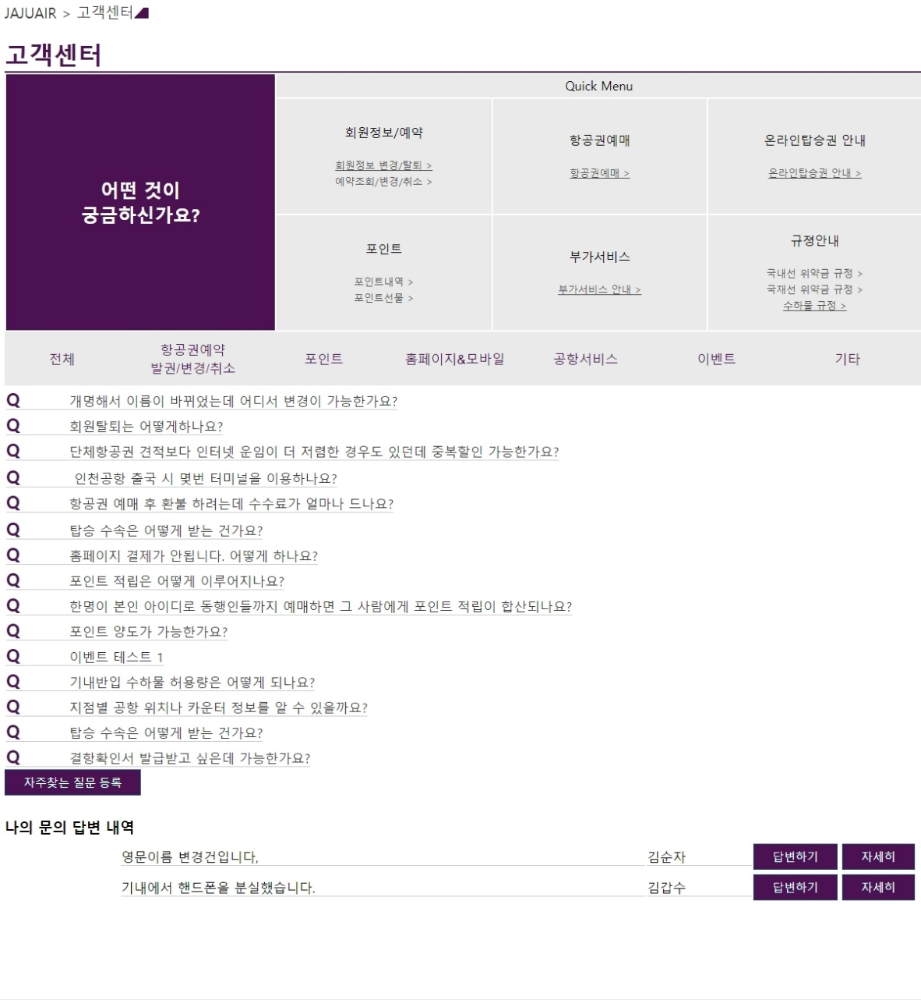 JAJUAIR > 고객센터
고객센터
어떤 것이
궁금하신가요?
Quick Menu
회원정보/예약
회원정보 변경/탈퇴 >
예약조회/변경/취소 >
항공권예매
항공권예매 >
온라인탑승권 안내
온라인탑승권 안내 >
포인트
포인트내역 >
포인트선물 >
부가서비스
부가서비스 안내 >
규졍안내
국내선 위약금 규정 >
국재선 위약금 규정 >
수하물 규정 >
전체
항공권예약
발권/변경/취소
포인트
홈페이지&모바일
공항서비스
이벤트
기타
Q 개명해서 이름이 바뀌었는데 어디서 변경이 가능한가요?
Q 회원탈퇴는 어떻게하나요?
Q 단체항공권 견적보다 인터넷 운임이 더 저렴한 경우도 있던데 중복할인 가능한가요?
Q 인천공항 출국 시 몇번 터미널을 이용하나요?
Q 항공권 예매 후 환불 하려는데 수수료가 얼마나 드나요?
Q 탑승 수속은 어떻게 받는 건가요?
Q 홈페이지 결제가 안됩니다. 어떻게 하나요?
Q 포인트 적립은 어떻게 이루어지나요?
Q 한명이 본인 아이디로 동행인들까지 예매하면 그 사람에게 포인트 적립이 합산되나요?
Q 포인트 양도가 가능한가요?
Q 이벤트 테스트 1
Q 기내반입 수하물 허용량은 어떻게 되나요?
Q 지점별 공항 위치나 카운터 정보를 알 수 있을까요?
Q 탑승 수속은 어떻게 받는 건가요?
Q 결항확인서 발급받고 싶은데 가능한가요?
자주찾는 질문 등록
나의 문의 답변 내역
영문이름 변경건입니다, 김순자 답변하기 자세히
기내에서 핸드폰을 분실했습니다. 김갑수 답변하기 자세히